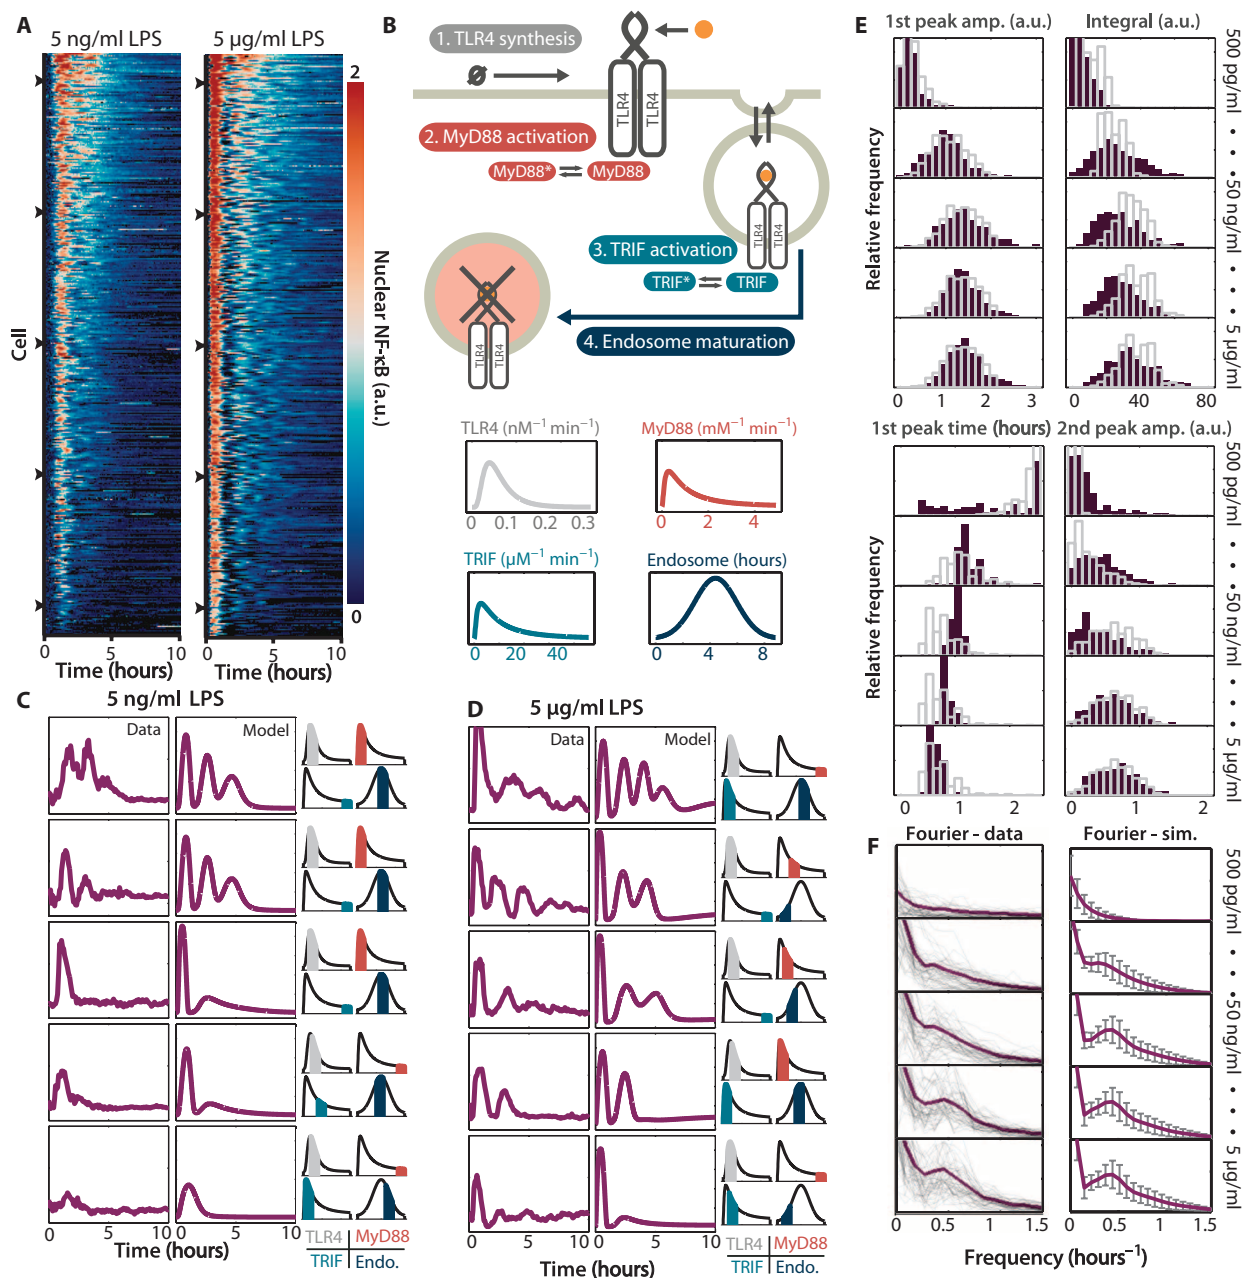 A
5 ng/ml LPS
5 µg/ml LPS
Cell
0
5
10
0
5
10
Time (hours)
Time (hours)
2
0
Nuclear NF-κB (a.u.)
B
1. TLR4 synthesis
ø
TLR4
TLR4
2. MyD88 activation
MyD88*
MyD88
TLR4
TLR4
3. TRIF activation
TRIF*
TRIF
4. Endosome maturation
TLR4
TLR4
TLR4 (nM⁻¹ min⁻¹)
0
0.1
0.2
0.3
MyD88 (mM⁻¹ min⁻¹)
0
2
4
TRIF (µM⁻¹ min⁻¹)
0
20
40
Endosome (hours)
0
4
8
C
5 ng/ml LPS
Data
Model
0
5
10
0
5
10
Time (hours)
TLR4
MyD88
TRIF
Endo.
D
5 µg/ml LPS
Data
Model
0
5
10
0
5
10
Time (hours)
TLR4
MyD88
TRIF
Endo.
E
1st peak amp. (a.u.)
Integral (a.u.)
Relative frequency
500 pg/ml
• • 50 ng/ml • •
5 µg/ml
0
1
2
3
0
20
40
80
1st peak time (hours)
2nd peak amp. (a.u.)
Relative frequency
500 pg/ml
• • 50 ng/ml • •
5 µg/ml
0
1
2
0
1
2
F
Fourier - data
Fourier - sim.
500 pg/ml
• • 50 ng/ml • •
5 µg/ml
0
0.5
1
1.5
0
0.5
1
1.5
Frequency (hours⁻¹)